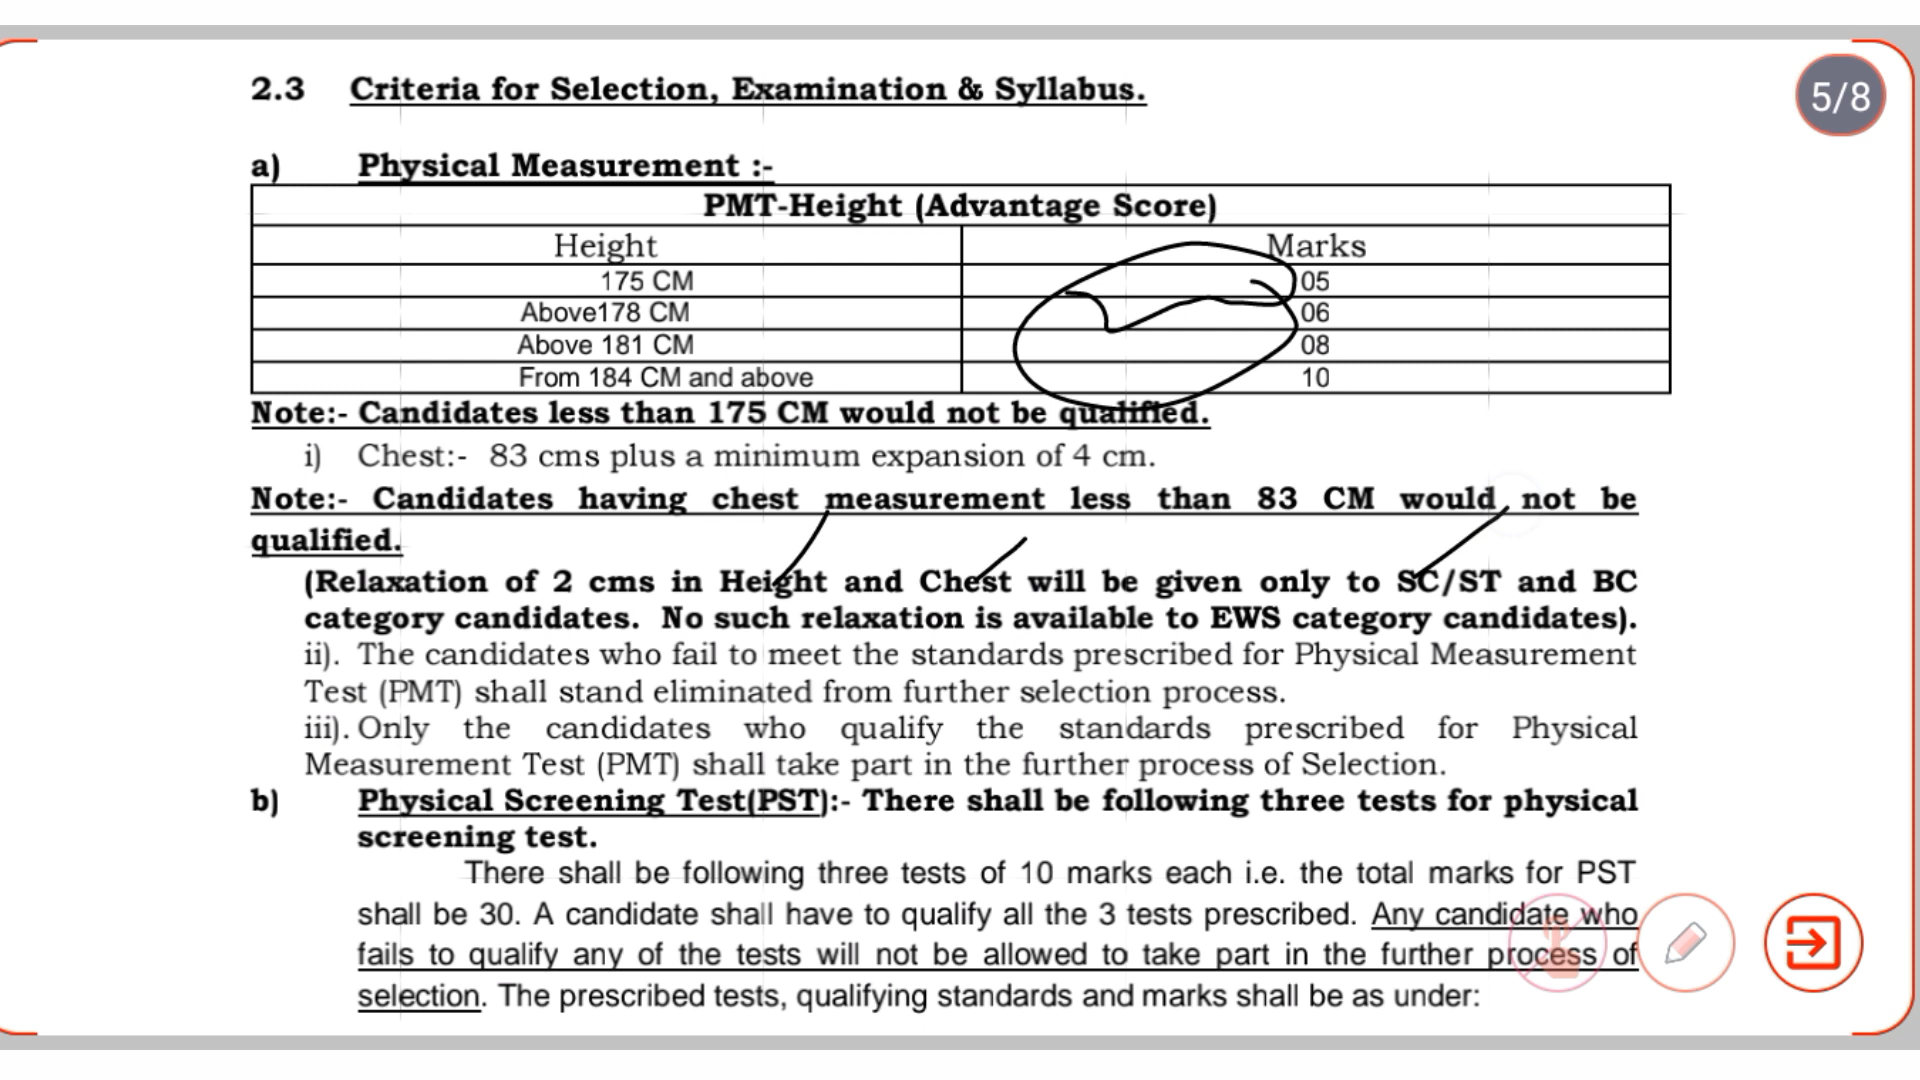 5/8
2.3 Criteria for Selection, Examination & Syllabus.
a) Physical Measurement :-
PMT-Height (Advantage Score)
Height Marks
175 CM 05
Above178 CM 06
Above 181 CM 08
From 184 CM and above 10
Note:- Candidates less than 175 CM would not be qualified.
i) Chest:- 83 cms plus a minimum expansion of 4 cm.
Note:- Candidates having chest measurement less than 83 CM would not be
qualified.
(Relaxation of 2 cms in Height and Chest will be given only to SC/ST and BC
category candidates. No such relaxation is available to EWS category candidates).
ii). The candidates who fail to meet the standards prescribed for Physical Measurement
Test (PMT) shall stand eliminated from further selection process.
iii). Only the candidates who qualify the standards prescribed for Physical
Measurement Test (PMT) shall take part in the further process of Selection.
b) Physical Screening Test(PST):- There shall be following three tests for physical
screening test.
There shall be following three tests of 10 marks each i.e. the total marks for PST
shall be 30. A candidate shall have to qualify all the 3 tests prescribed. Any candidate who
fails to qualify any of the tests will not be allowed to take part in the further process of
selection. The prescribed tests, qualifying standards and marks shall be as under: